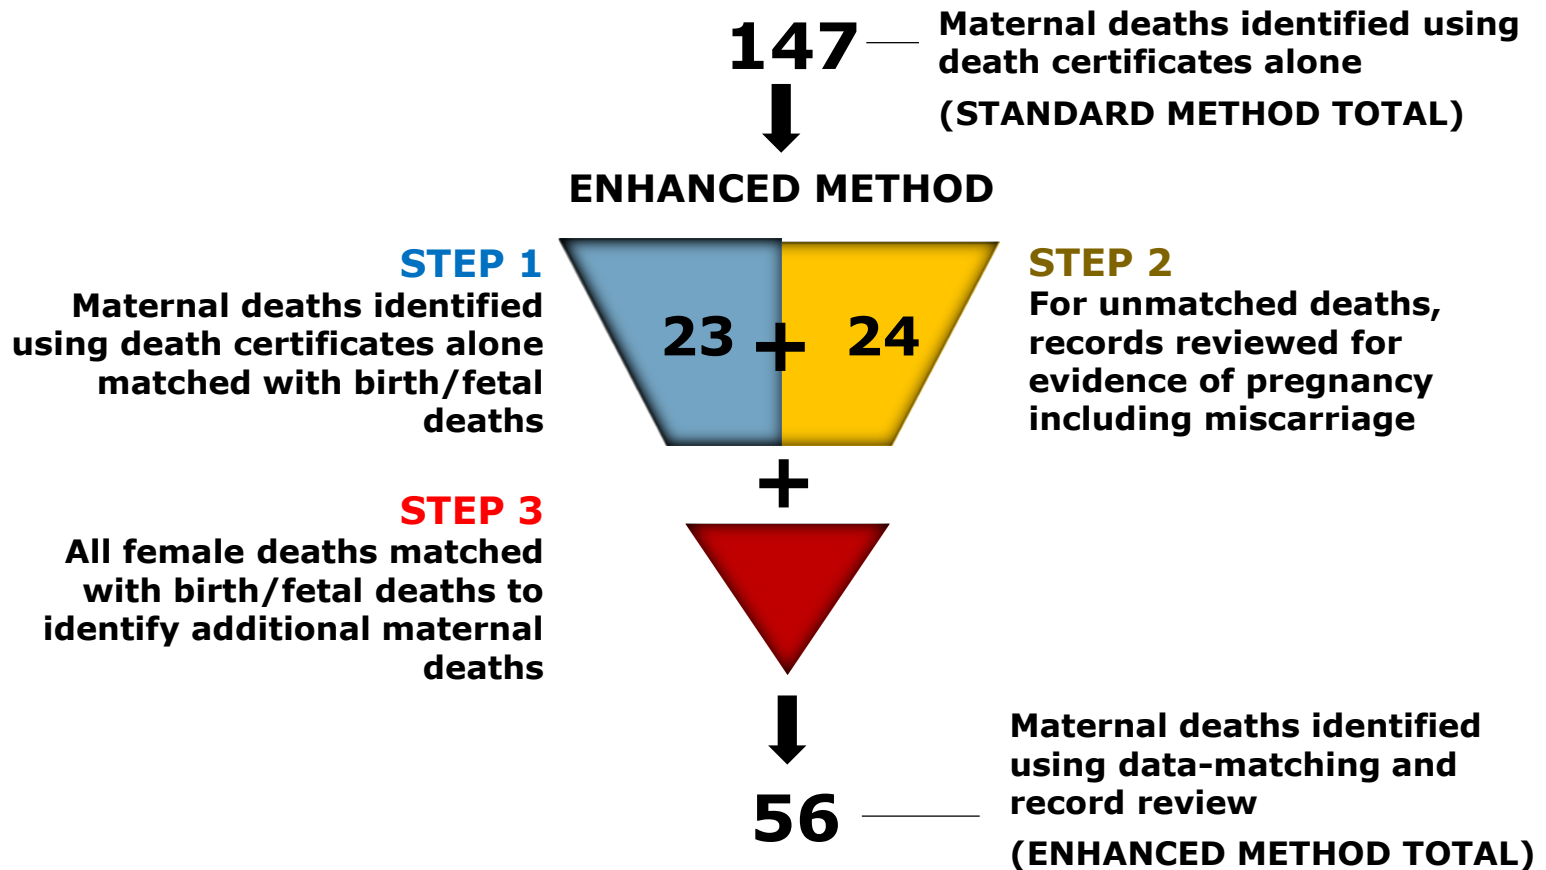 147
Maternal deaths identified using
death certificates alone
(STANDARD METHOD TOTAL)
ENHANCED METHOD
STEP 1
Maternal deaths identified
using death certificates alone
matched with birth/fetal
deaths
23 + 24
STEP 2
For unmatched deaths,
records reviewed for
evidence of pregnancy
including miscarriage
+
STEP 3
All female deaths matched
with birth/fetal deaths to
identify additional maternal
deaths
56
Maternal deaths identified
using data-matching and
record review
(ENHANCED METHOD TOTAL)